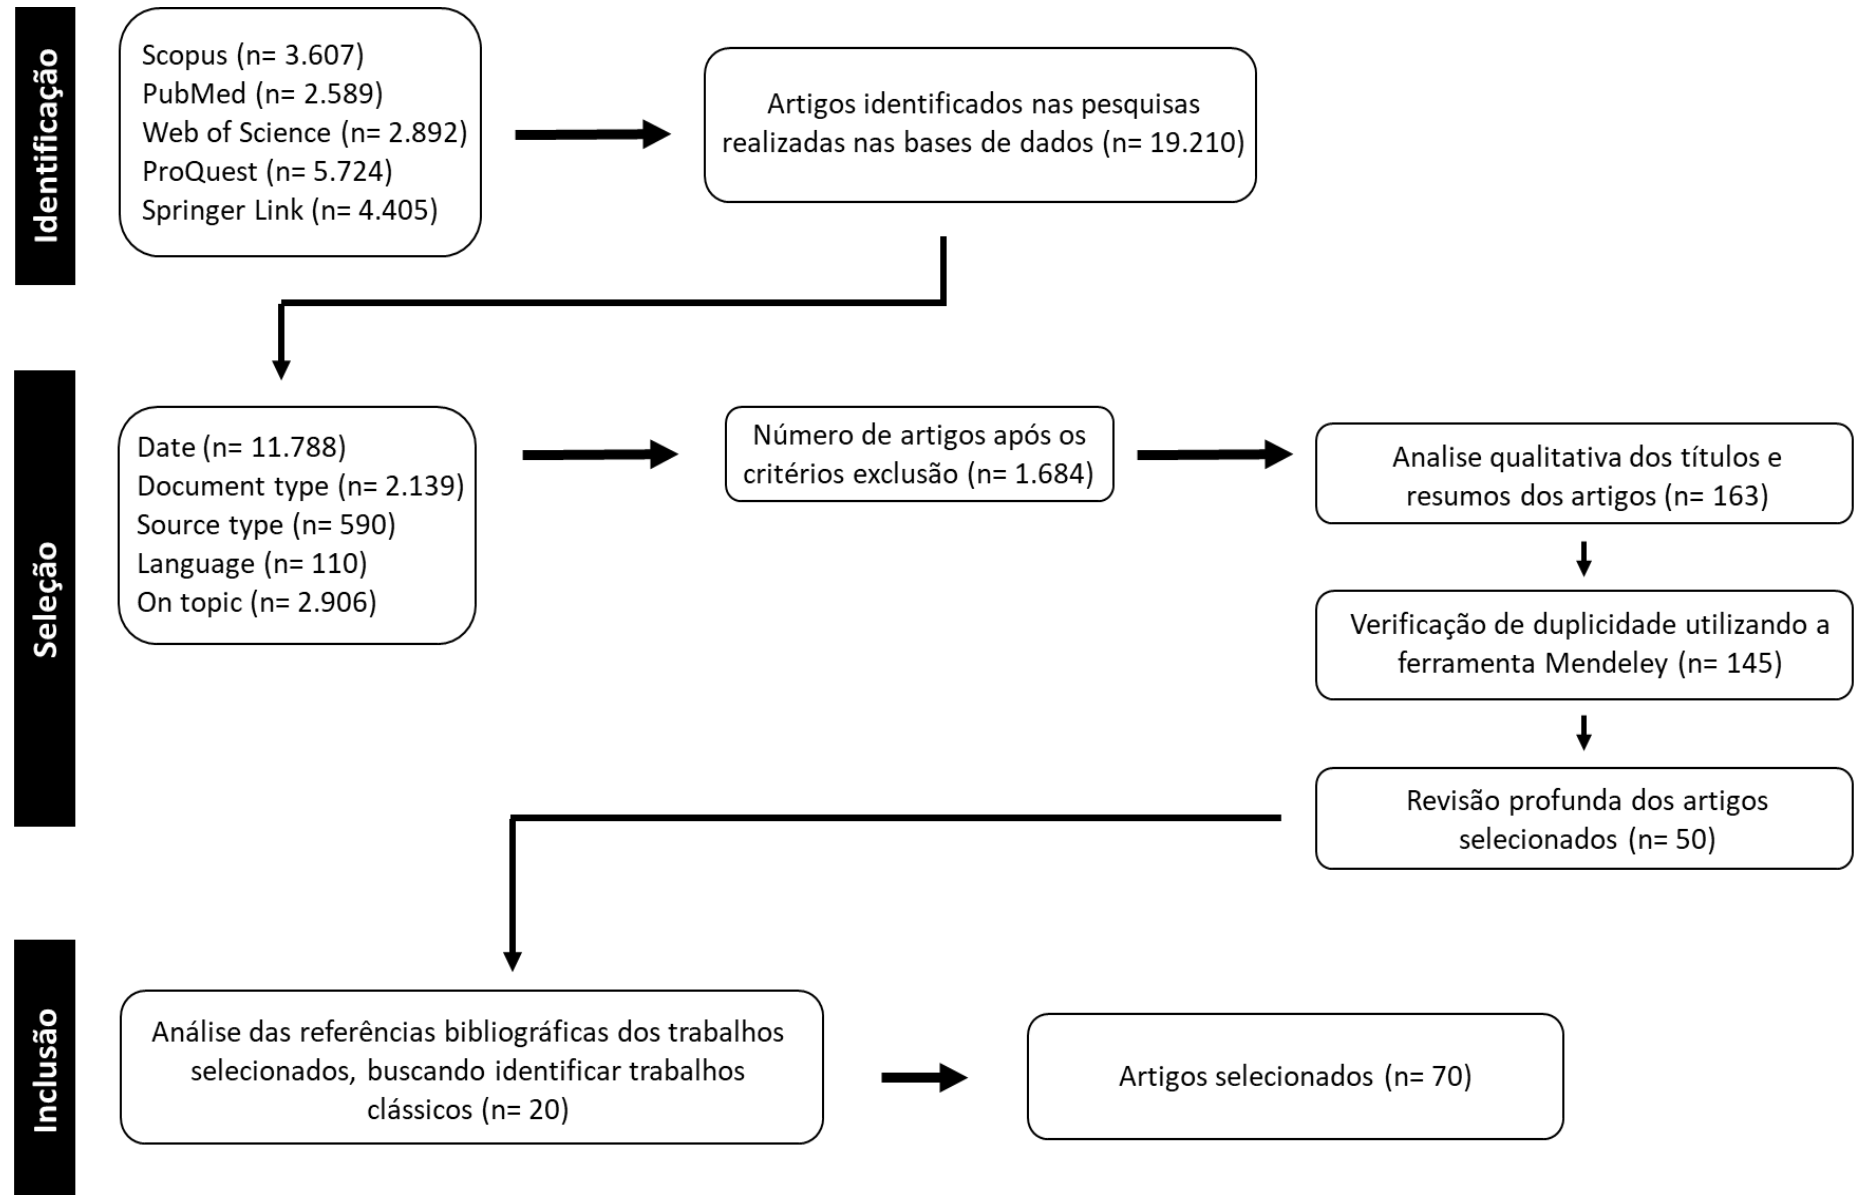 Identificação
Scopus (n= 3.607)
PubMed (n= 2.589)
Web of Science (n= 2.892)
ProQuest (n= 5.724)
Springer Link (n= 4.405)
Artigos identificados nas pesquisas
realizadas nas bases de dados (n= 19.210)
Seleção
Date (n= 11.788)
Document type (n= 2.139)
Source type (n= 590)
Language (n= 110)
On topic (n= 2.906)
Número de artigos após os
critérios exclusão (n= 1.684)
Analise qualitativa dos títulos e
resumos dos artigos (n= 163)
Verificação de duplicidade utilizando a
ferramenta Mendeley (n= 145)
Revisão profunda dos artigos
selecionados (n= 50)
Inclusão
Análise das referências bibliográficas dos trabalhos
selecionados, buscando identificar trabalhos
clássicos (n= 20)
Artigos selecionados (n= 70)